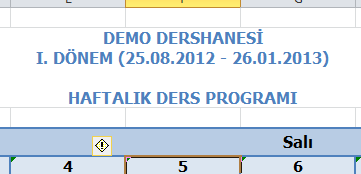 DEMO DERSHANESİ
I. DÖNEM (25.08.2012 - 26.01.2013)
HAFTALIK DERS PROGRAMI
Salı
4 5 6